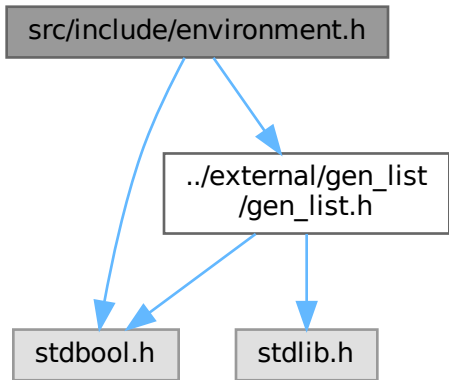 src/include/environment.h
../external/gen_list
/gen_list.h
stdbool.h
stdlib.h